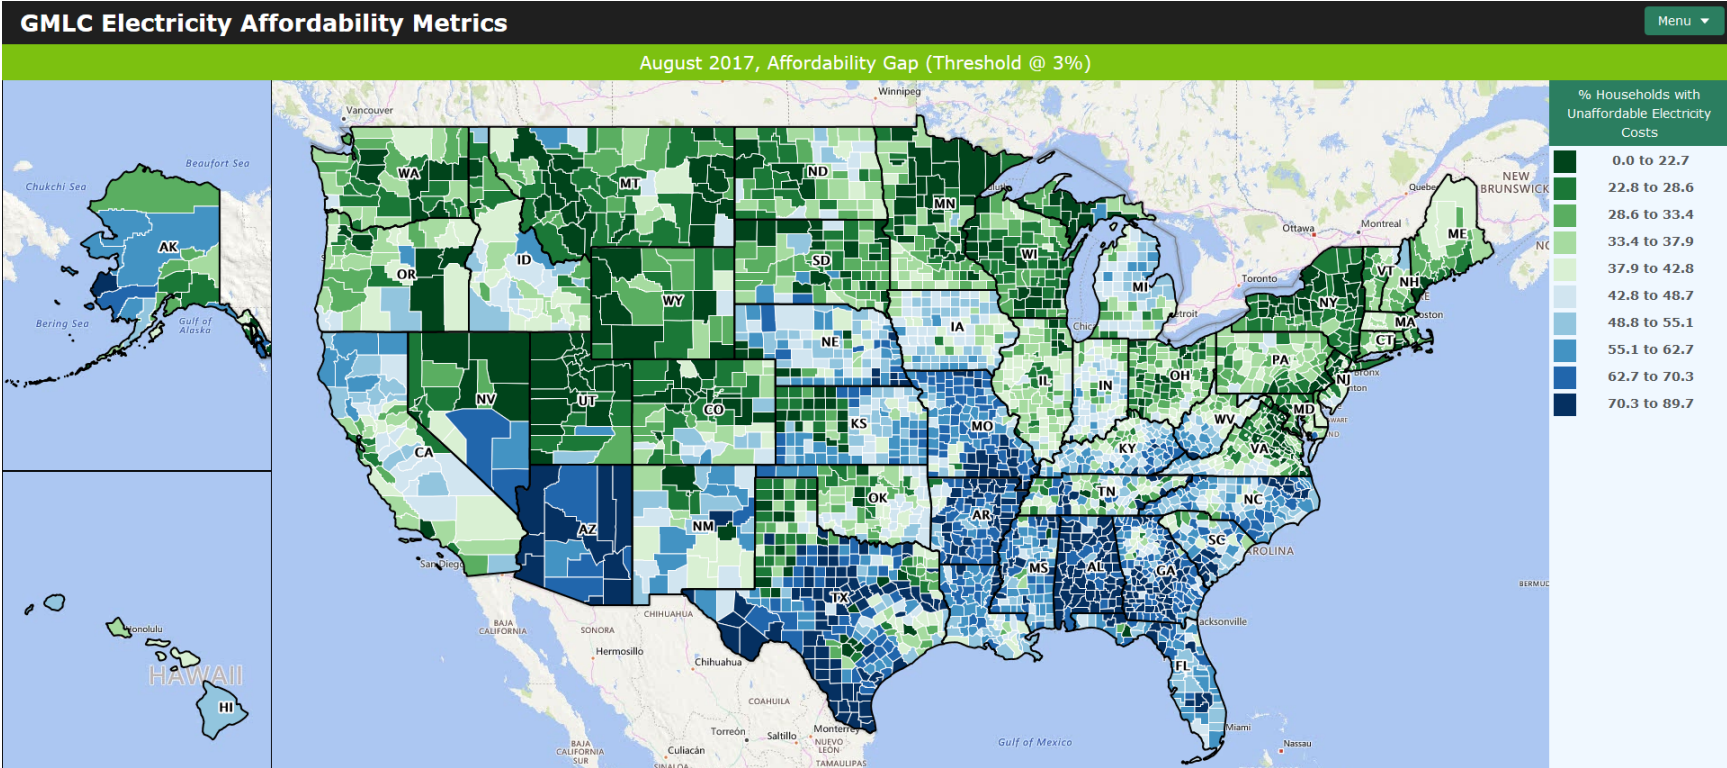 GMLC Electricity Affordability Metrics
Menu
August 2017, Affordability Gap (Threshold @ 3%)
% Households with
Unaffordable Electricity
Costs
0.0 to 22.7
22.8 to 28.6
28.6 to 33.4
33.4 to 37.9
37.9 to 42.8
42.8 to 48.7
48.8 to 55.1
55.1 to 62.7
62.7 to 70.3
70.3 to 89.7
Beaufort Sea
Chukchi Sea
AK
Bering Sea
Gulf of
Alaska
Honolulu
HAWAII
HI
Winnipeg
Vancouver
NEW
BRUNSWICK
Montreal
Ottawa
Toronto
WA
MT
ND
MN
ME
OR
ID
SD
WI
VT
NH
WY
MI
NY
MA
IA
NE
CT
PA
NV
UT
CO
IL
IN
OH
NJ
MD
KS
MO
WV
CA
KY
VA
OK
TN
NC
AZ
NM
AR
SC
MS
AL
GA
TX
FL
San Diego
BAJA
CALIFORNIA
SONORA
CHIHUAHUA
Hermosillo
Chihuahua
COAHUILA
Torreón
Saltillo
Monterrey
NUEVO
LEÓN
TAMAULIPAS
BAJA
CALIFORNIA
SUR
Culiacán
SINALOA
Gulf of Mexico
Miami
Nassau